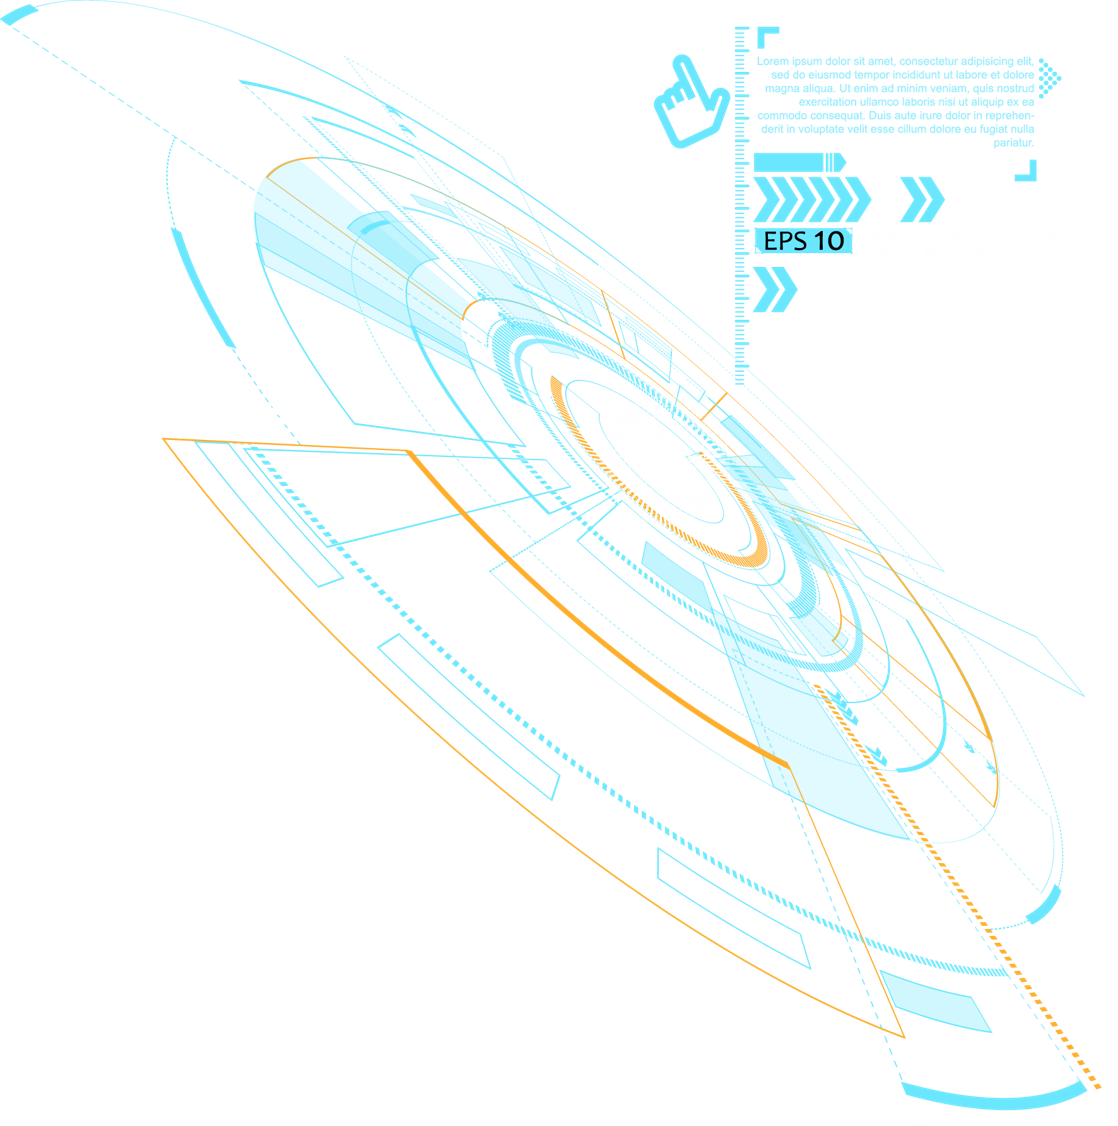 Lorem ipsum dolor sit amet, consectetur adipisicing elit,
sed do eiusmod tempor incididunt ut labore et dolore
magna aliqua. Ut enim ad minim veniam, quis nostrud
exercitation ullamco laboris nisi ut aliquip ex ea
commodo consequat. Duis aute irure dolor in reprehen-
derit in voluptate velit esse cillum dolore eu fugiat nulla
pariatur.
EPS 10